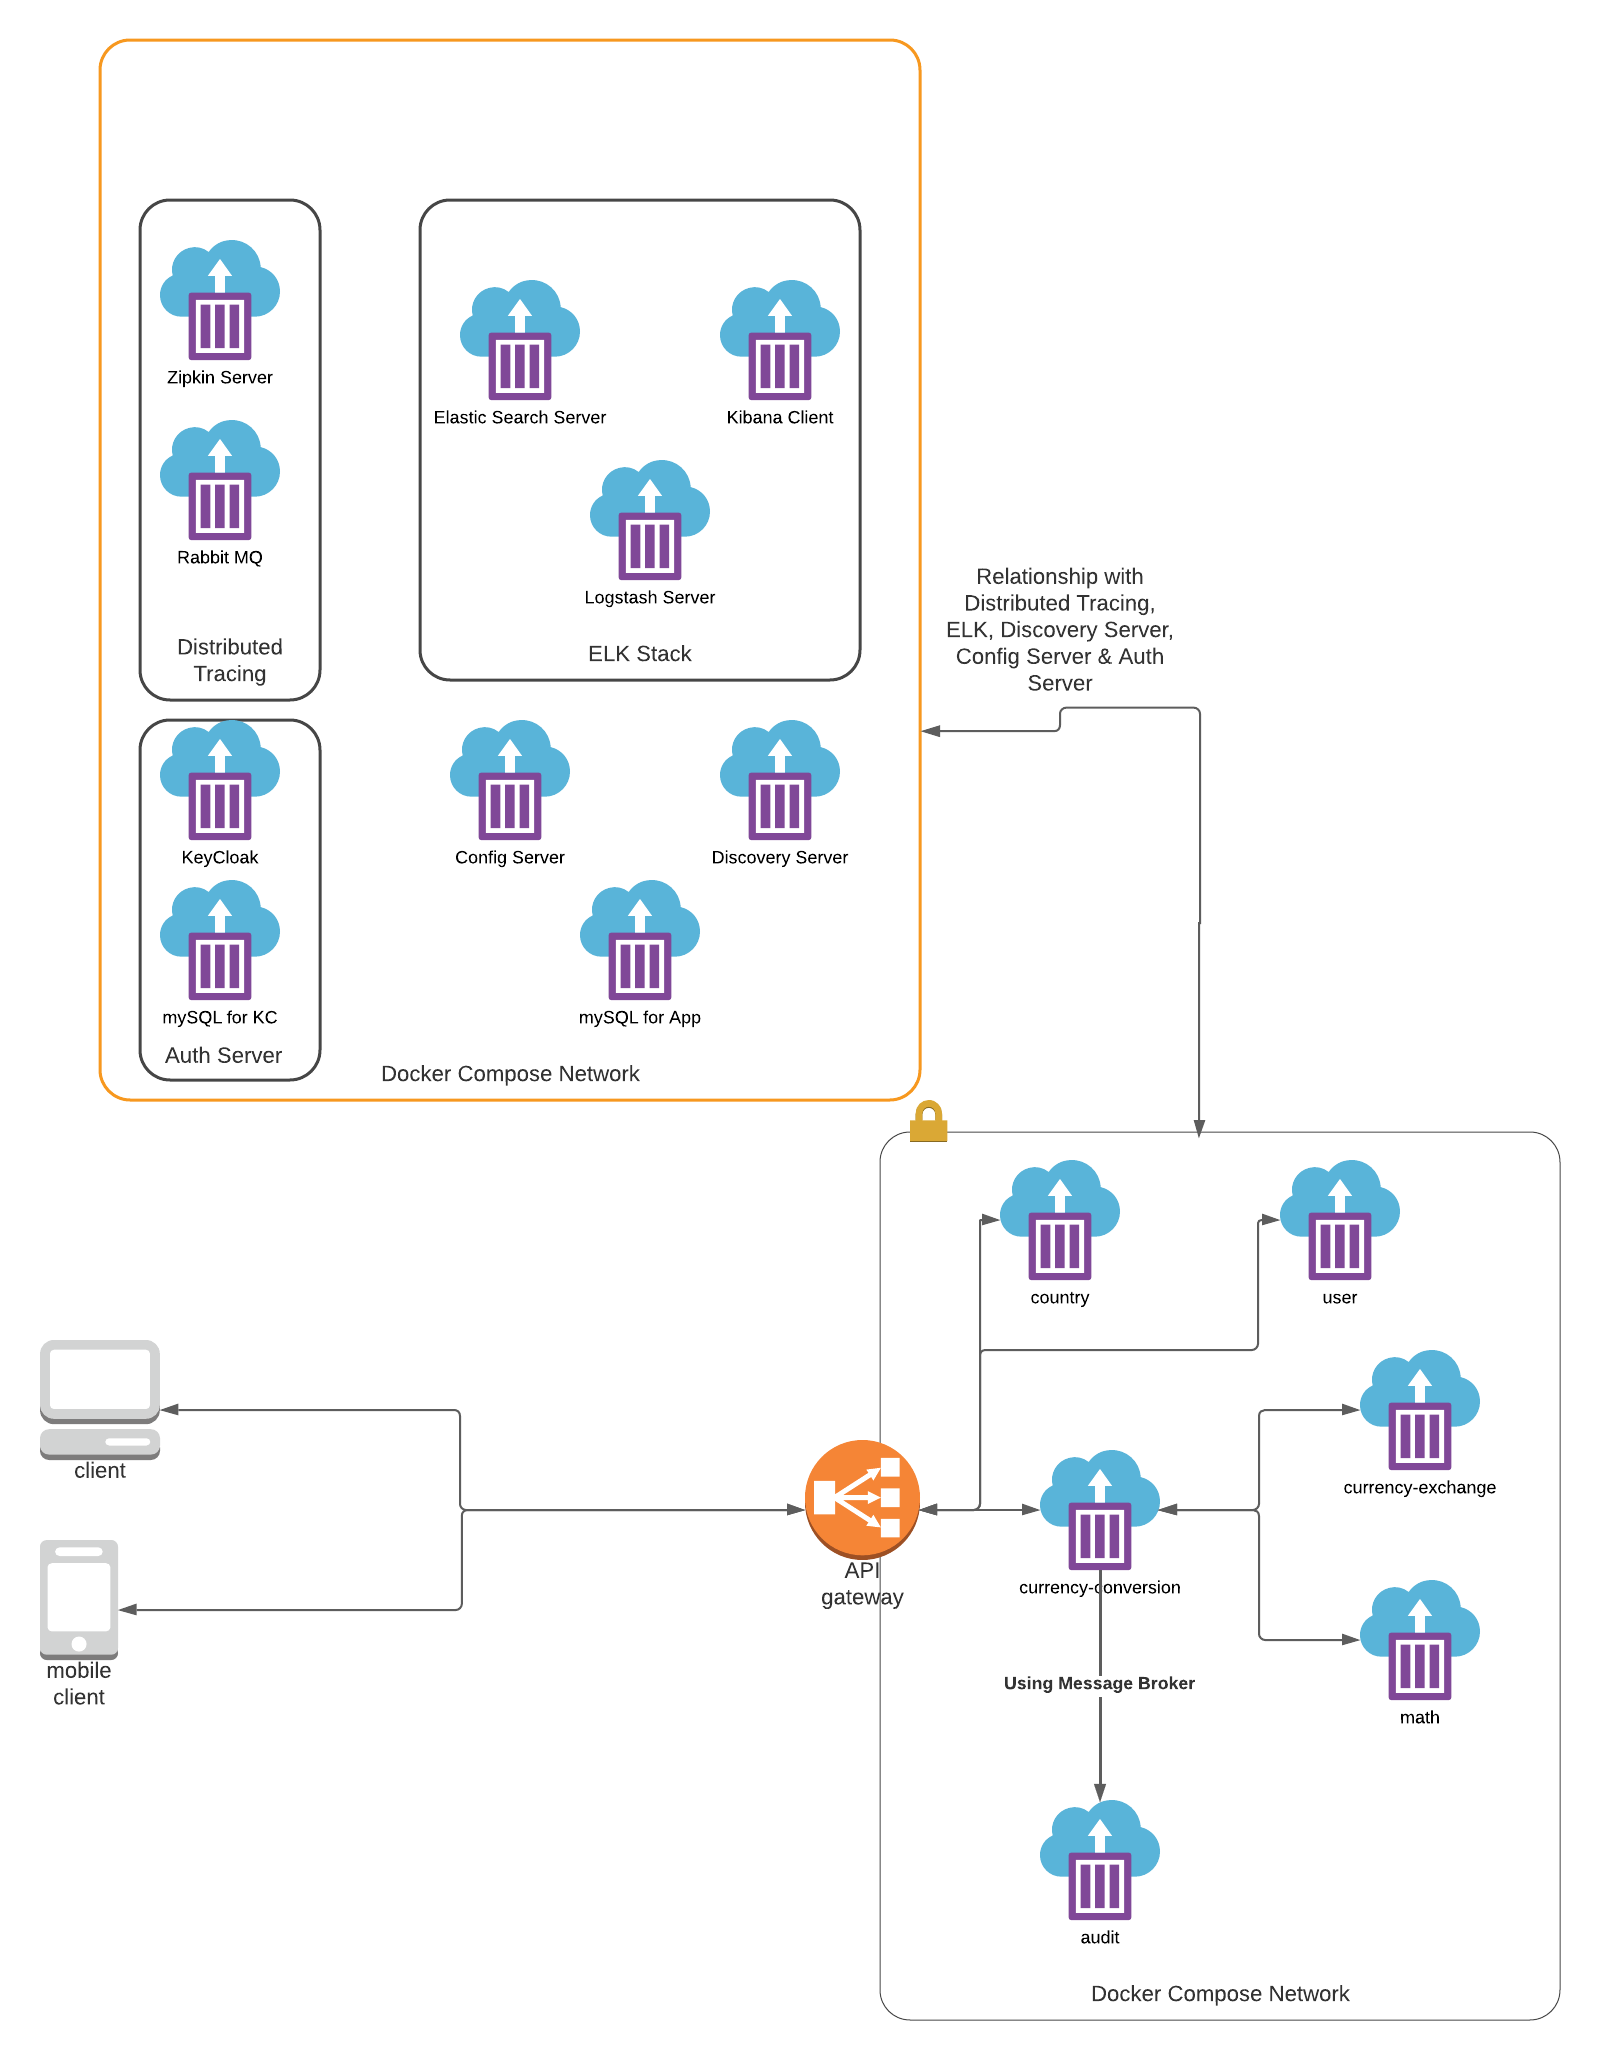 Zipkin Server
Rabbit MQ
Distributed
Tracing
Elastic Search Server
Kibana Client
Logstash Server
ELK Stack
KeyCloak
mySQL for KC
Auth Server
Config Server
Discovery Server
mySQL for App
Docker Compose Network
Relationship with
Distributed Tracing,
ELK, Discovery Server,
Config Server & Auth
Server
country
user
client
mobile
client
API
gateway
currency-conversion
currency-exchange
math
Using Message Broker
audit
Docker Compose Network